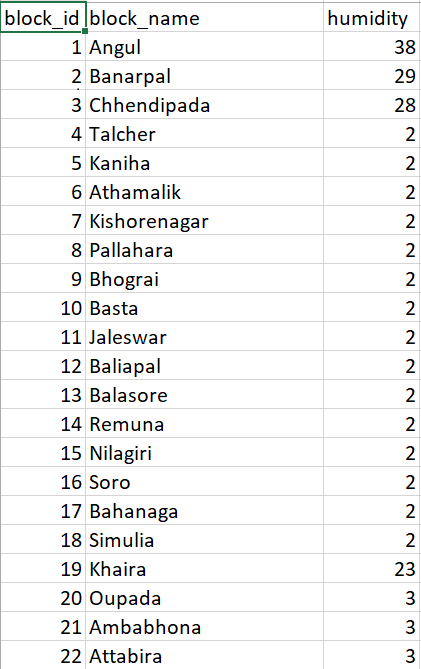 block_id block_name humidity
1 Angul 38
2 Banarpal 29
3 Chhendipada 28
4 Talcher 2
5 Kaniha 2
6 Athamalik 2
7 Kishorenagar 2
8 Pallahara 2
9 Bhograi 2
10 Basta 2
11 Jaleswar 2
12 Baliapal 2
13 Balasore 2
14 Remuna 2
15 Nilagiri 2
16 Soro 2
17 Bahanaga 2
18 Simulia 2
19 Khaira 23
20 Oupada 3
21 Ambabhona 3
22 Attabira 3